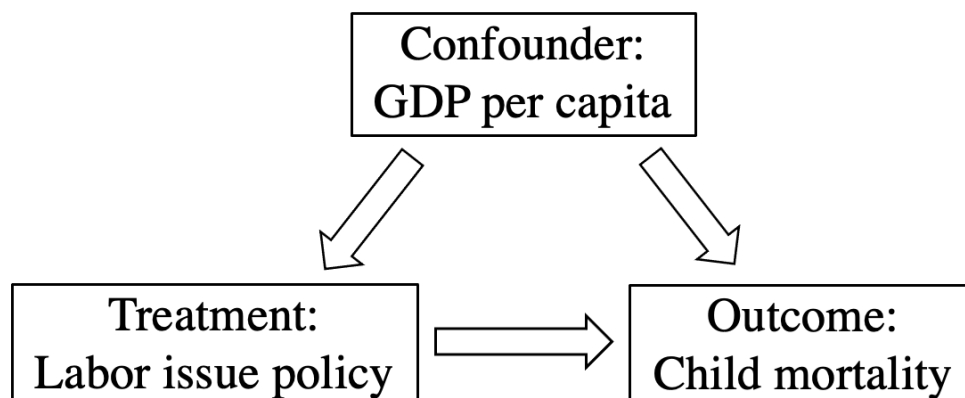 Confounder:
GDP per capita
Treatment:
Labor issue policy
Outcome:
Child mortality